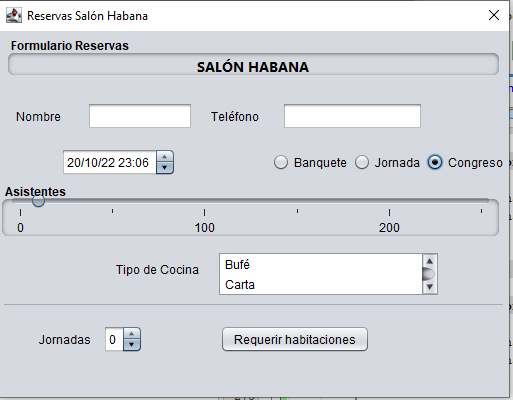 Reservas Salón Habana
Formulario Reservas
SALÓN HABANA
Nombre Teléfono
20/10/22 23:06 Banquete Jornada Congreso
Asistentes
0 100 200
Tipo de Cocina Bufé
Carta
Jornadas 0 Requerir habitaciones